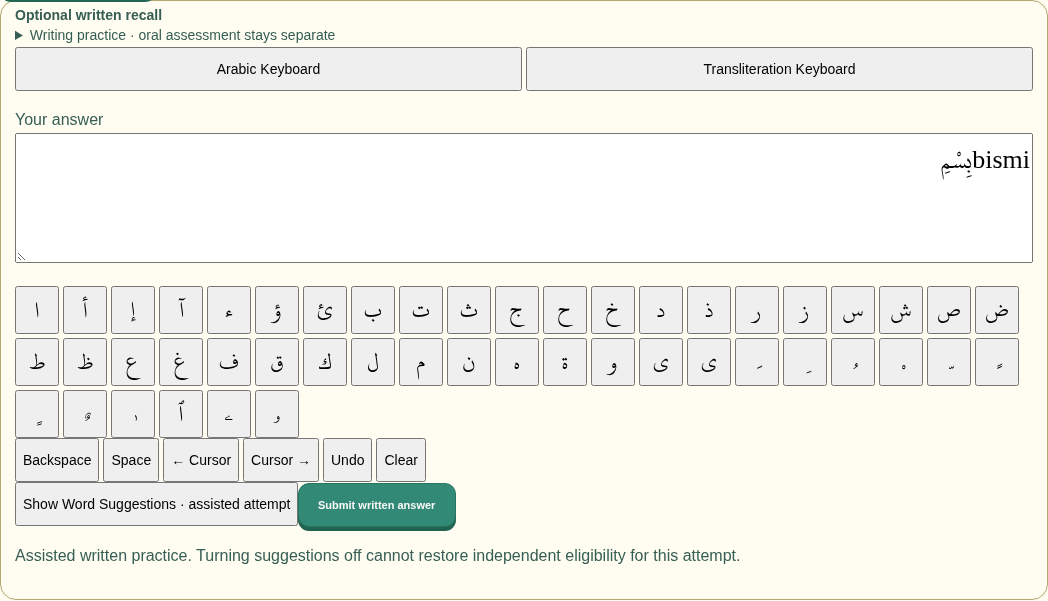 Optional written recall
▶ Writing practice · oral assessment stays separate
Arabic Keyboard Transliteration Keyboard
Your answer
bismiبِسْمِ
ا أ إ آ ء ؤ ئ ب ت ث ج ح خ د ذ ر ز س ش ص ض
ط ظ ع غ ف ق ك ل م ن ه ة و ى ى َ ِ ُ ْ ّ ً
ٍ ٌ ٰ ٱ ۦ ۥ
Backspace Space ← Cursor Cursor → Undo Clear
Show Word Suggestions · assisted attempt Submit written answer
Assisted written practice. Turning suggestions off cannot restore independent eligibility for this attempt.